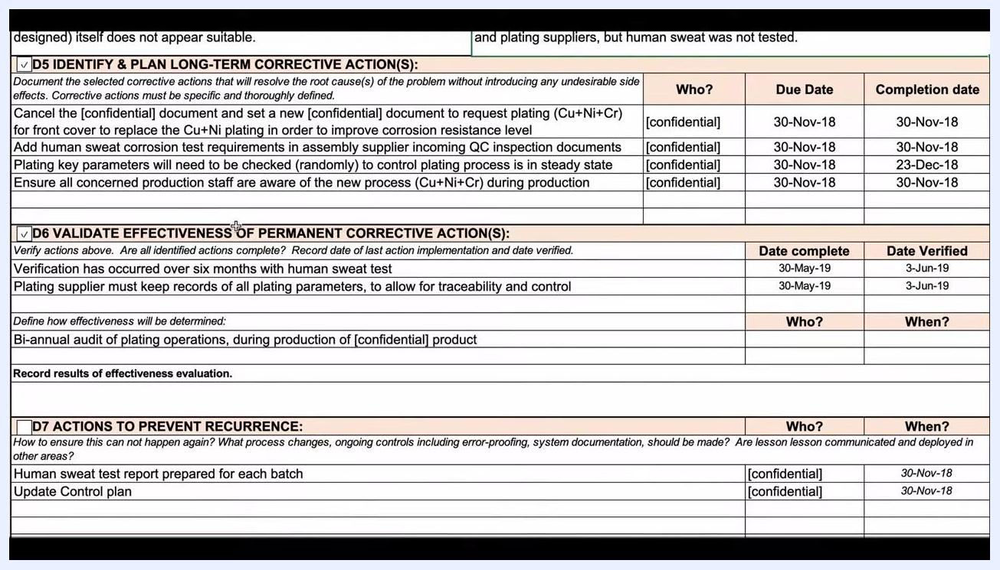 designed) itself does not appear suitable.
and plating suppliers, but human sweat was not tested.
D5 IDENTIFY & PLAN LONG-TERM CORRECTIVE ACTION(S):
Document the selected corrective actions that will resolve the root cause(s) of the problem without introducing any undesirable side
effects. Corrective actions must be specific and thoroughly defined.
Who?
Due Date
Completion date
Cancel the [confidential] document and set a new [confidential] document to request plating (Cu+Ni+Cr)
for front cover to replace the Cu+Ni plating in order to improve corrosion resistance level
[confidential]
30-Nov-18
30-Nov-18
Add human sweat corrosion test requirements in assembly supplier incoming QC inspection documents
[confidential]
30-Nov-18
30-Nov-18
Plating key parameters will need to be checked (randomly) to control plating process is in steady state
[confidential]
30-Nov-18
23-Dec-18
Ensure all concerned production staff are aware of the new process (Cu+Ni+Cr) during production
[confidential]
30-Nov-18
30-Nov-18
D6 VALIDATE EFFECTIVENESS OF PERMANENT CORRECTIVE ACTION(S):
Verify actions above. Are all identified actions complete? Record date of last action implementation and date verified.
Date complete
Date Verified
Verification has occurred over six months with human sweat test
30-May-19
3-Jun-19
Plating supplier must keep records of all plating parameters, to allow for traceability and control
30-May-19
3-Jun-19
Define how effectiveness will be determined:
Who?
When?
Bi-annual audit of plating operations, during production of [confidential] product
Record results of effectiveness evaluation.
D7 ACTIONS TO PREVENT RECURRENCE:
Who?
When?
How to ensure this can not happen again? What process changes, ongoing controls including error-proofing, system documentation, should be made? Are lesson lesson communicated and deployed in
other areas?
Human sweat test report prepared for each batch
[confidential]
30-Nov-18
Update Control plan
[confidential]
30-Nov-18